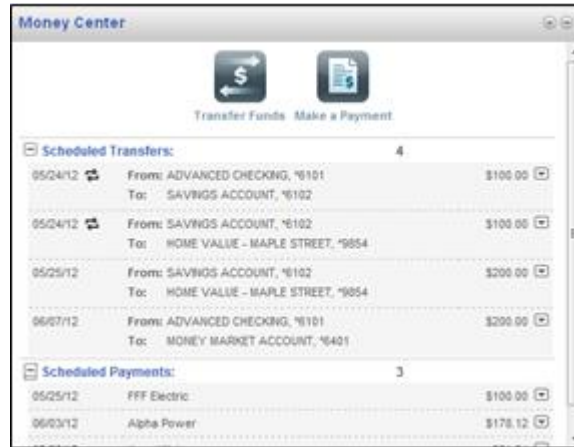 Money Center
Transfer Funds Make a Payment
Scheduled Transfers: 4
05/24/12 From: ADVANCED CHECKING, *6101 $100.00
To: SAVINGS ACCOUNT, *6102
05/24/12 From: SAVINGS ACCOUNT, *6102 $100.00
To: HOME VALUE - MAPLE STREET, *9854
05/25/12 From: SAVINGS ACCOUNT, *6102 $200.00
To: HOME VALUE - MAPLE STREET, *9854
06/07/12 From: ADVANCED CHECKING, *6101 $200.00
To: MONEY MARKET ACCOUNT, *6401
Scheduled Payments: 3
05/25/12 FFF Electric $100.00
06/03/12 Alpha Power $178.12